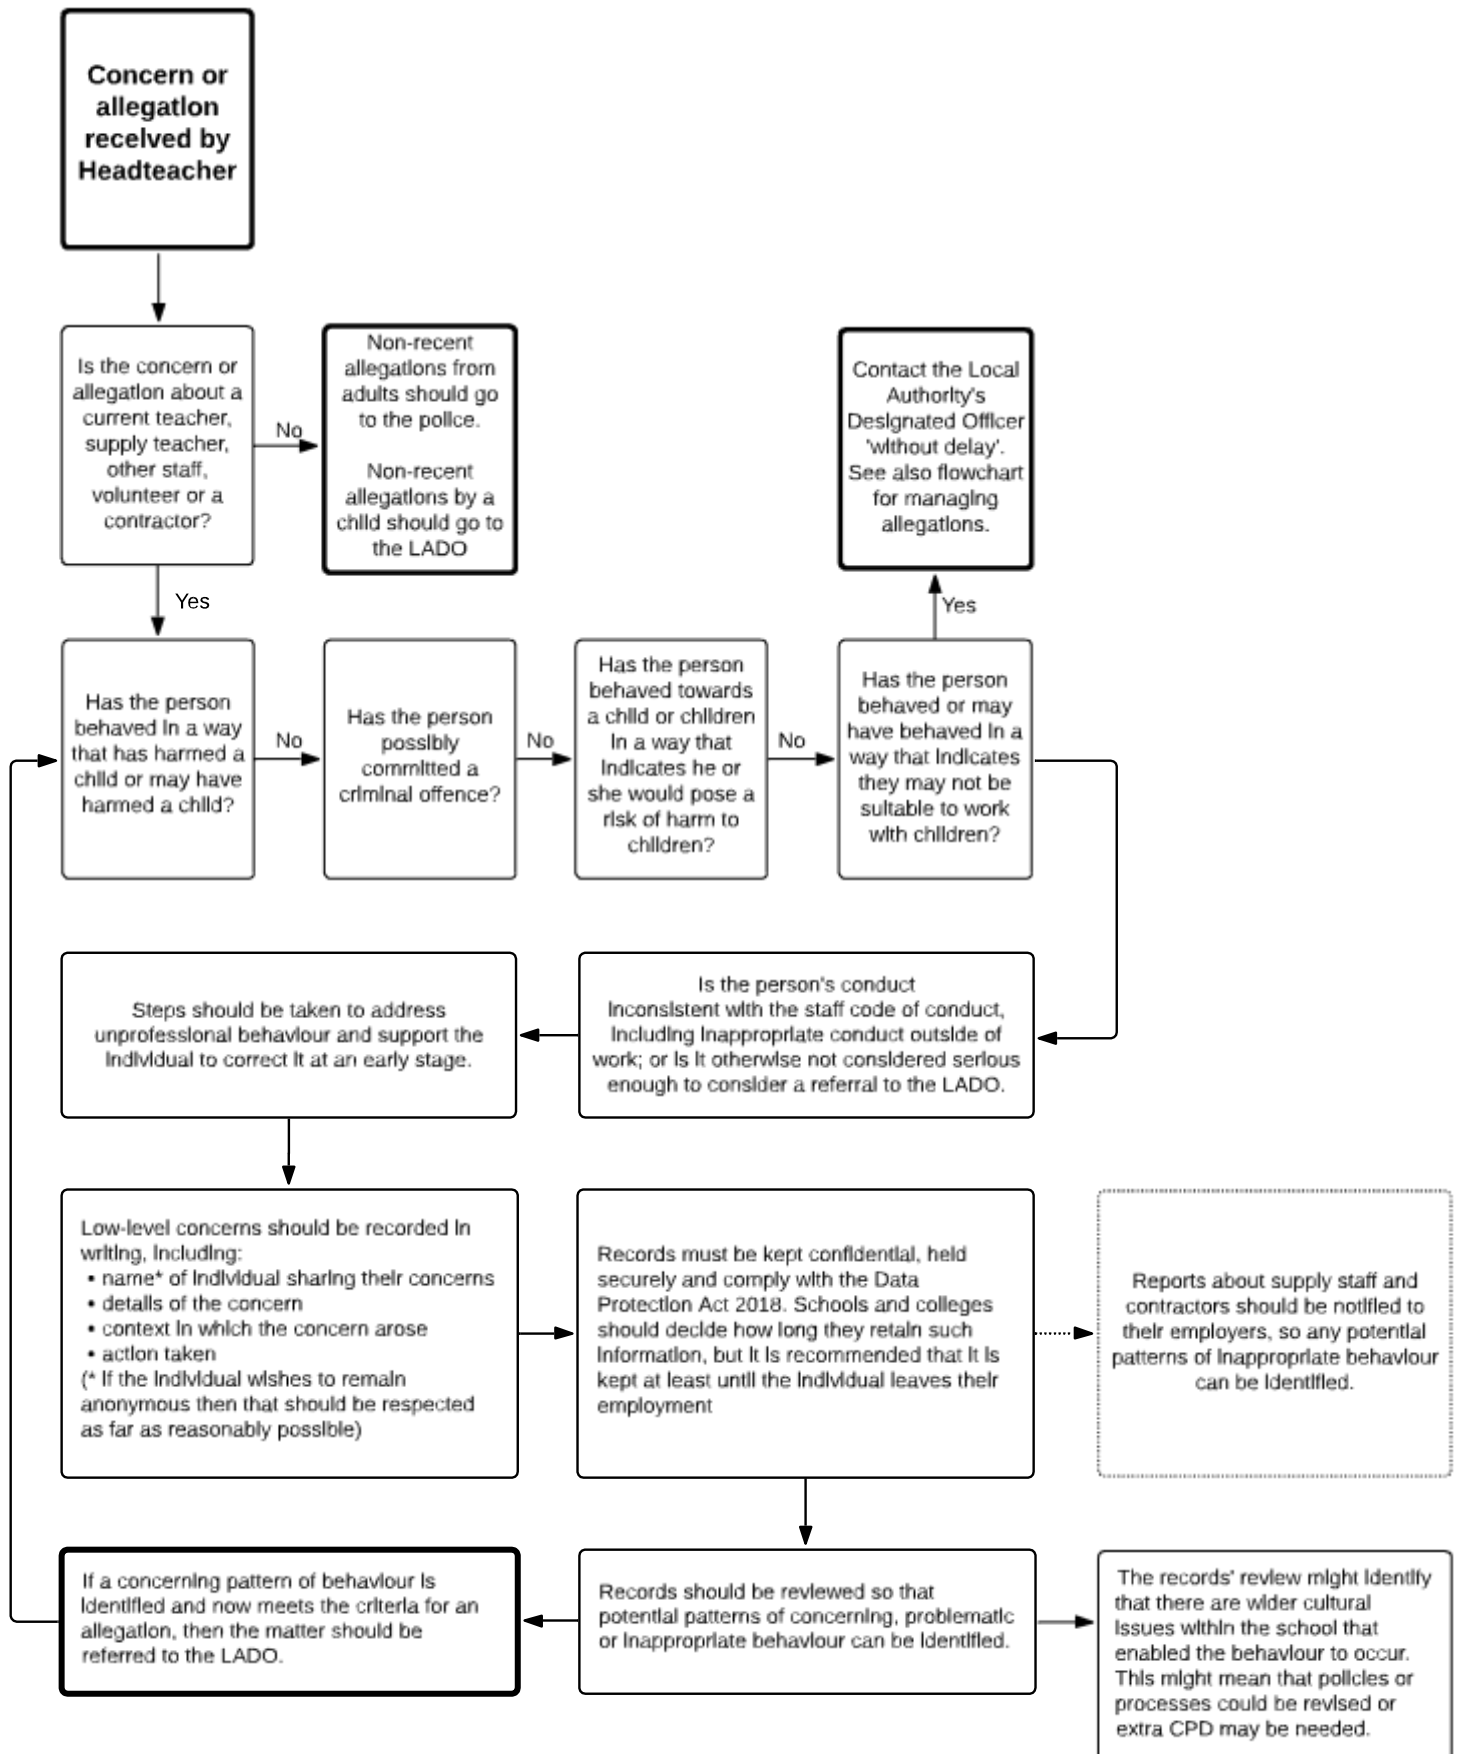 Concern or
allegation
received by
Headteacher
Is the concern or
allegation about a
current teacher,
supply teacher,
other staff,
volunteer or a
contractor?
No
Non-recent
allegations from
adults should go
to the police.
Non-recent
allegations by a
child should go to
the LADO
Contact the Local
Authority's
Designated Officer
'without delay'.
See also flowchart
for managing
allegations.
Yes
Yes
Has the person
behaved in a way
that has harmed a
child or may have
harmed a child?
No
Has the person
possibly
committed a
criminal offence?
No
Has the person
behaved towards
a child or children
in a way that
indicates he or
she would pose a
risk of harm to
children?
No
Has the person
behaved or may
have behaved in a
way that indicates
they may not be
suitable to work
with children?
Is the person's conduct
inconsistent with the staff code of conduct,
including inappropriate conduct outside of
work; or is it otherwise not considered serious
enough to consider a referral to the LADO.
Steps should be taken to address
unprofessional behaviour and support the
individual to correct it at an early stage.
Low-level concerns should be recorded in
writing, including:
• name* of individual sharing their concerns
• details of the concern
• context in which the concern arose
• action taken
(* If the individual wishes to remain
anonymous then that should be respected
as far as reasonably possible)
Records must be kept confidential, held
securely and comply with the Data
Protection Act 2018. Schools and colleges
should decide how long they retain such
information, but it is recommended that it is
kept at least until the individual leaves their
employment
Reports about supply staff and
contractors should be notified to
their employers, so any potential
patterns of inappropriate behaviour
can be identified.
If a concerning pattern of behaviour is
identified and now meets the criteria for an
allegation, then the matter should be
referred to the LADO.
Records should be reviewed so that
potential patterns of concerning, problematic
or inappropriate behaviour can be identified.
The records' review might identify
that there are wider cultural
issues within the school that
enabled the behaviour to occur.
This might mean that policies or
processes could be revised or
extra CPD may be needed.